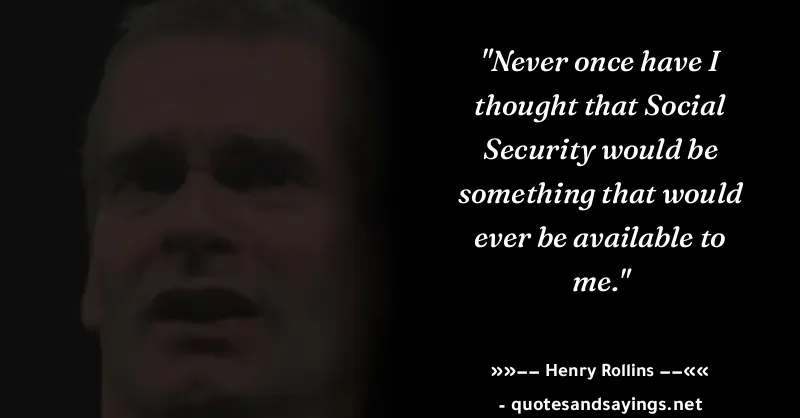 "Never once have I
thought that Social
Security would be
something that would
ever be available to
me."
»»—— Henry Rollins ——««
- quotesandsayings.net